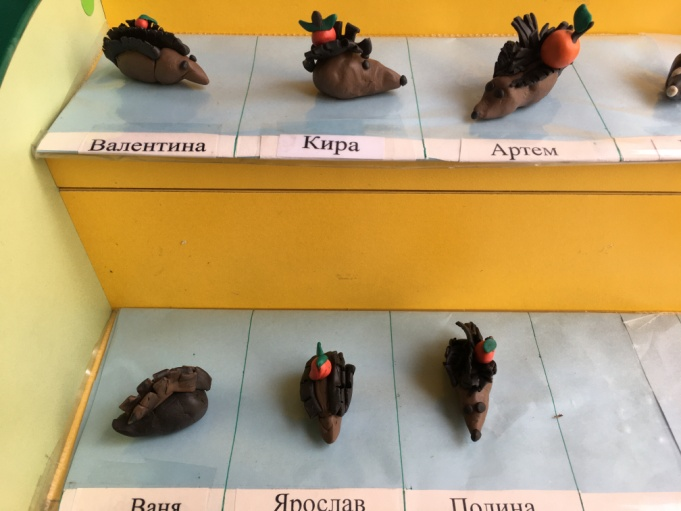 Валентина
Кира
Артем
Ваня
Ярослав
Полина